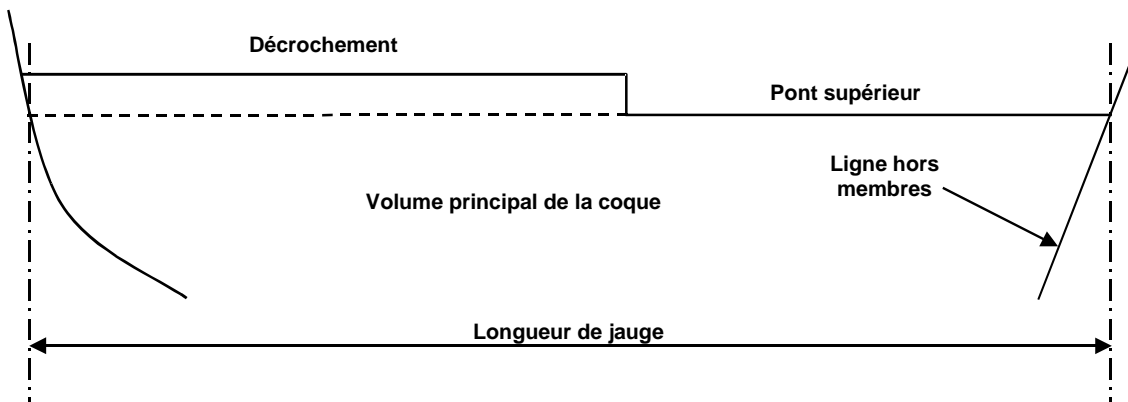 Décrochement
Pont supérieur
Ligne hors
membres
Volume principal de la coque
Longueur de jauge